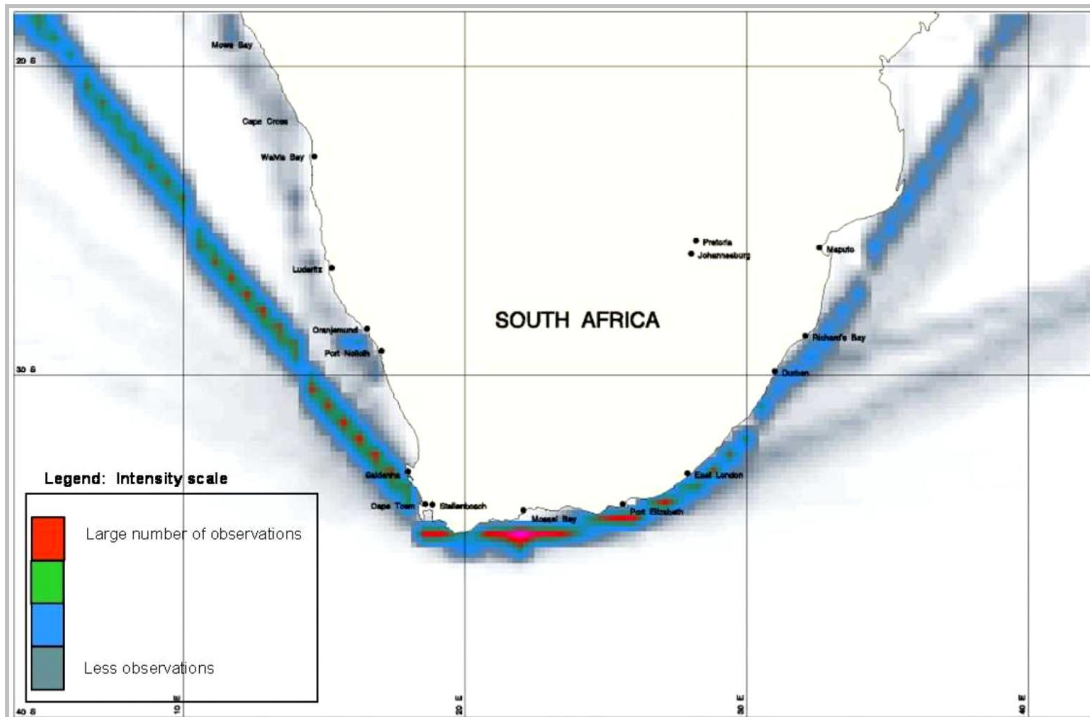 Mowe Bay
20 S
Cape Cross
Walvis Bay
Pretoria
Johannesburg
Maputo
Luderitz
Oranjemund
Port Nolloth
SOUTH AFRICA
Richard's Bay
30 S
Durban
Saldanha
East London
Cape Town
Stellenbosch
Mossel Bay
Port Elizabeth
Legend: Intensity scale
Large number of observations
Less observations
40 S
10 E
20 E
30 E
40 E